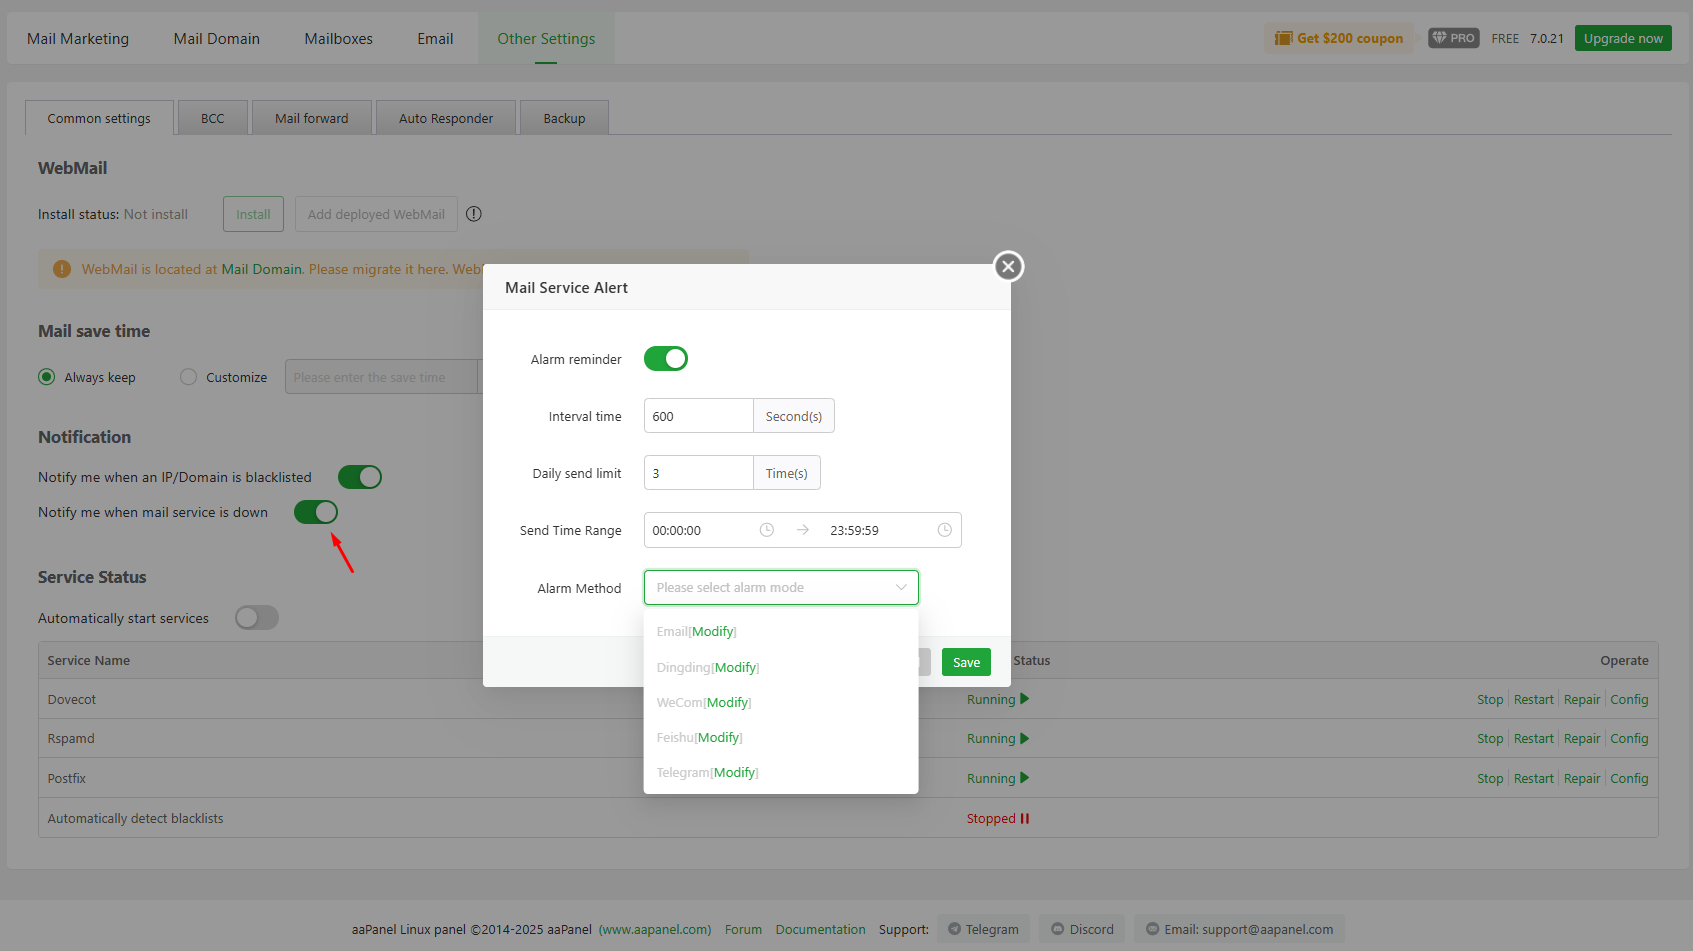 Mail Marketing Mail Domain Mailboxes Email Other Settings Get $200 coupon PRO FREE 7.0.21 Upgrade now
Common settings BCC Mail forward Auto Responder Backup
WebMail
Install status: Not install Install Add deployed WebMail
WebMail is located at Mail Domain. Please migrate it here.
Mail save time
Always keep Customize Please enter the save time
Notification
Notify me when an IP/Domain is blacklisted
Notify me when mail service is down
Service Status
Automatically start services
Service Name Status Operate
Dovecot Running Stop Restart Repair Config
Rspamd Running Stop Restart Repair Config
Postfix Running Stop Restart Repair Config
Automatically detect blacklists Stopped
Mail Service Alert
Alarm reminder
Interval time 600 Second(s)
Daily send limit 3 Time(s)
Send Time Range 00:00:00 → 23:59:59
Alarm Method Please select alarm mode
Email[Modify]
Dingding[Modify]
WeCom[Modify]
Feishu[Modify]
Telegram[Modify]
Save
aaPanel Linux panel ©2014-2025 aaPanel (www.aapanel.com) Forum Documentation Support: Telegram Discord Email: support@aapanel.com